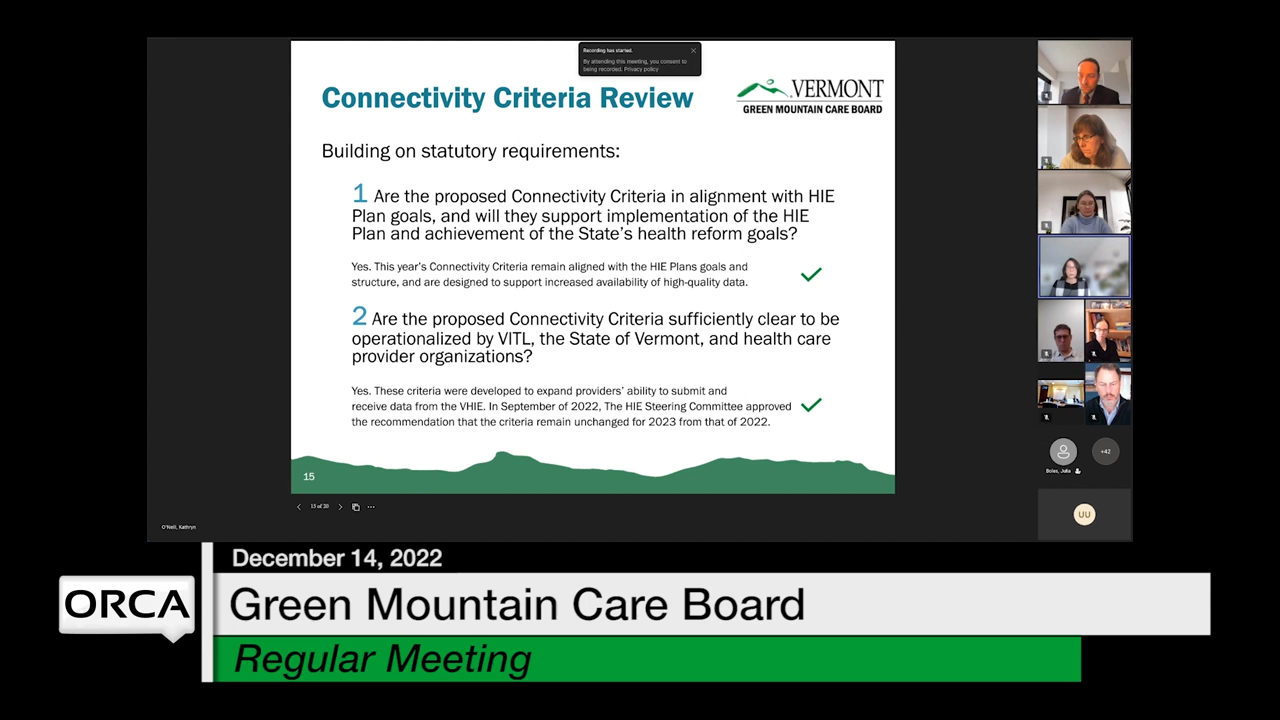 Recording has started.
By attending this meeting, you consent to
being recorded. Privacy policy
Connectivity Criteria Review
VERMONT
GREEN MOUNTAIN CARE BOARD
Building on statutory requirements:
1 Are the proposed Connectivity Criteria in alignment with HIE
Plan goals, and will they support implementation of the HIE
Plan and achievement of the State's health reform goals?
Yes. This year's Connectivity Criteria remain aligned with the HIE Plans goals and
structure, and are designed to support increased availability of high-quality data.
2 Are the proposed Connectivity Criteria sufficiently clear to be
operationalized by VITL, the State of Vermont, and health care
provider organizations?
Yes. These criteria were developed to expand providers' ability to submit and
receive data from the VHIE. In September of 2022, The HIE Steering Committee approved
the recommendation that the criteria remain unchanged for 2023 from that of 2022.
15
15 of 20
+42
Boles, Julia
UU
O'Neill, Kathryn
December 14, 2022
ORCA
Green Mountain Care Board
Regular Meeting